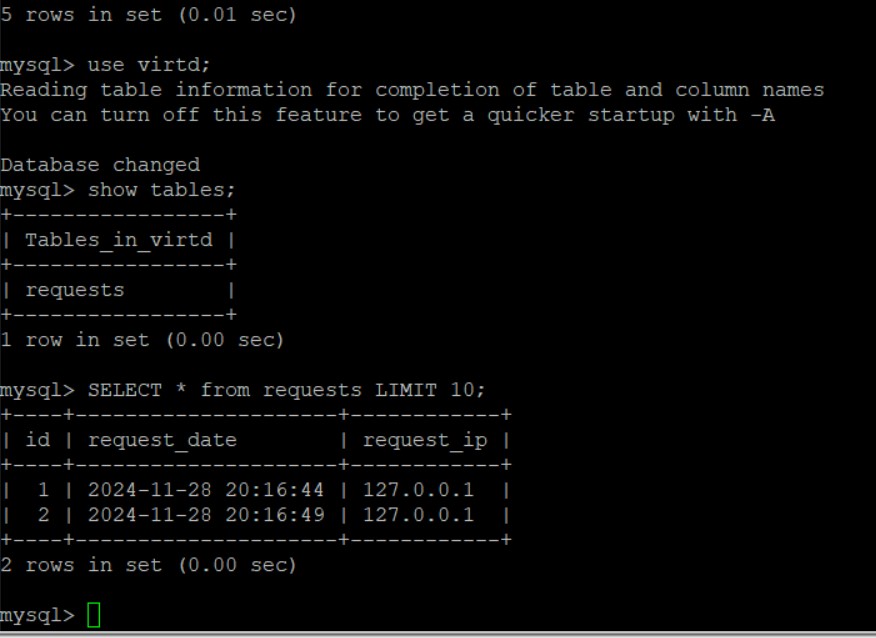 5 rows in set (0.01 sec)
mysql> use virtd;
Reading table information for completion of table and column names
You can turn off this feature to get a quicker startup with -A
Database changed
mysql> show tables;
+-----------------+
| Tables_in_virtd |
+-----------------+
| requests        |
+-----------------+
1 row in set (0.00 sec)
mysql> SELECT * from requests LIMIT 10;
+----+---------------------+------------+
| id | request_date        | request_ip |
+----+---------------------+------------+
|  1 | 2024-11-28 20:16:44 | 127.0.0.1  |
|  2 | 2024-11-28 20:16:49 | 127.0.0.1  |
+----+---------------------+------------+
2 rows in set (0.00 sec)
mysql>